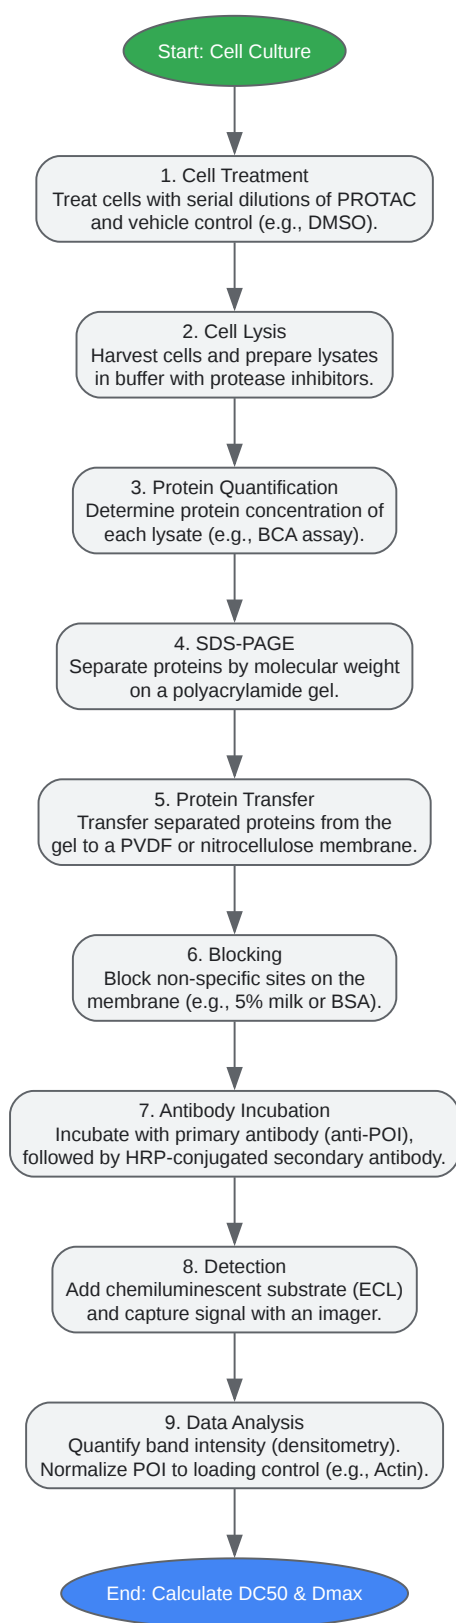 Start: Cell Culture
1. Cell Treatment
Treat cells with serial dilutions of PROTAC
and vehicle control (e.g., DMSO).
2. Cell Lysis
Harvest cells and prepare lysates
in buffer with protease inhibitors.
3. Protein Quantification
Determine protein concentration of
each lysate (e.g., BCA assay).
4. SDS-PAGE
Separate proteins by molecular weight
on a polyacrylamide gel.
5. Protein Transfer
Transfer separated proteins from the
gel to a PVDF or nitrocellulose membrane.
6. Blocking
Block non-specific sites on the
membrane (e.g., 5% milk or BSA).
7. Antibody Incubation
Incubate with primary antibody (anti-POI),
followed by HRP-conjugated secondary antibody.
8. Detection
Add chemiluminescent substrate (ECL)
and capture signal with an imager.
9. Data Analysis
Quantify band intensity (densitometry).
Normalize POI to loading control (e.g., Actin).
End: Calculate DC50 & Dmax